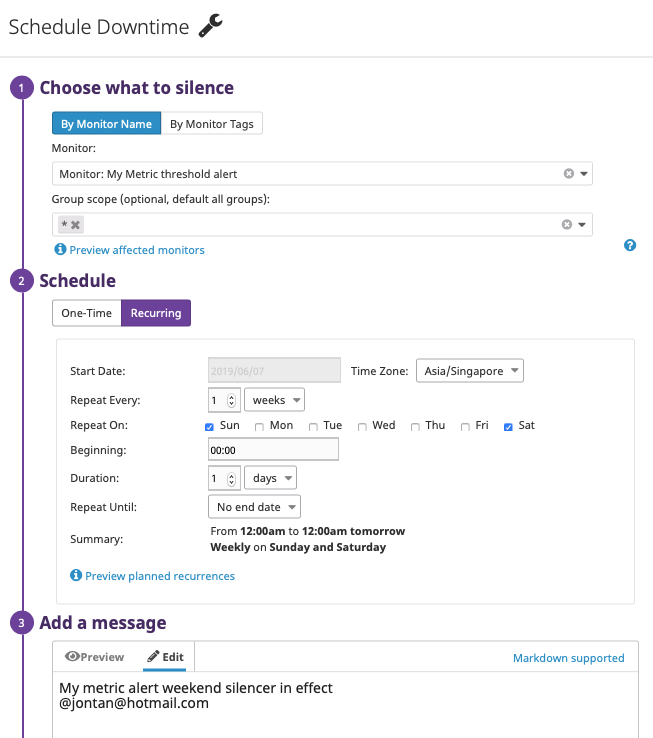 Schedule Downtime
1 Choose what to silence
By Monitor Name By Monitor Tags
Monitor:
Monitor: My Metric threshold alert
Group scope (optional, default all groups):
*
Preview affected monitors
?
2 Schedule
One-Time Recurring
Start Date: 2019/06/07 Time Zone: Asia/Singapore
Repeat Every: 1 weeks
Repeat On: Sun Mon Tue Wed Thu Fri Sat
Beginning: 00:00
Duration: 1 days
Repeat Until: No end date
Summary: From 12:00am to 12:00am tomorrow
Weekly on Sunday and Saturday
Preview planned recurrences
3 Add a message
Preview Edit Markdown supported
My metric alert weekend silencer in effect
@jontan@hotmail.com